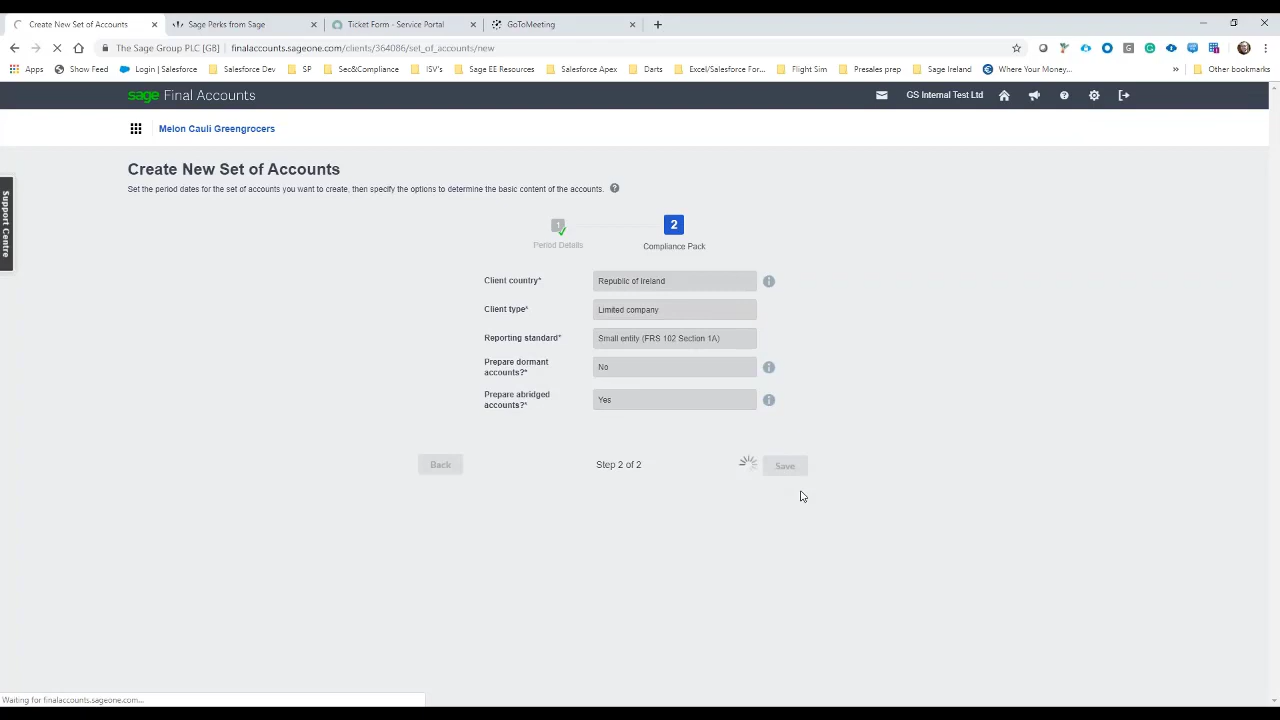 Create New Set of Accounts
Sage Perks from Sage
Ticket Form - Service Portal
GoToMeeting
The Sage Group PLC [GB] finalaccounts.sageone.com/clients/364086/set_of_accounts/new
Apps Show Feed Login | Salesforce Salesforce Dev SP Sec&Compliance ISV's Sage EE Resources Salesforce Apex Darts Excel/Salesforce For... Flight Sim Presales prep Sage Ireland Where Your Money... » Other bookmarks
sage Final Accounts
GS Internal Test Ltd
Melon Cauli Greengrocers
Support Centre
Create New Set of Accounts
Set the period dates for the set of accounts you want to create, then specify the options to determine the basic content of the accounts. ?
1 2
Period Details Compliance Pack
Client country* Republic of Ireland
Client type* Limited company
Reporting standard* Small entity (FRS 102 Section 1A)
Prepare dormant accounts?* No
Prepare abridged accounts?* Yes
Back Step 2 of 2 Save
Waiting for finalaccounts.sageone.com...